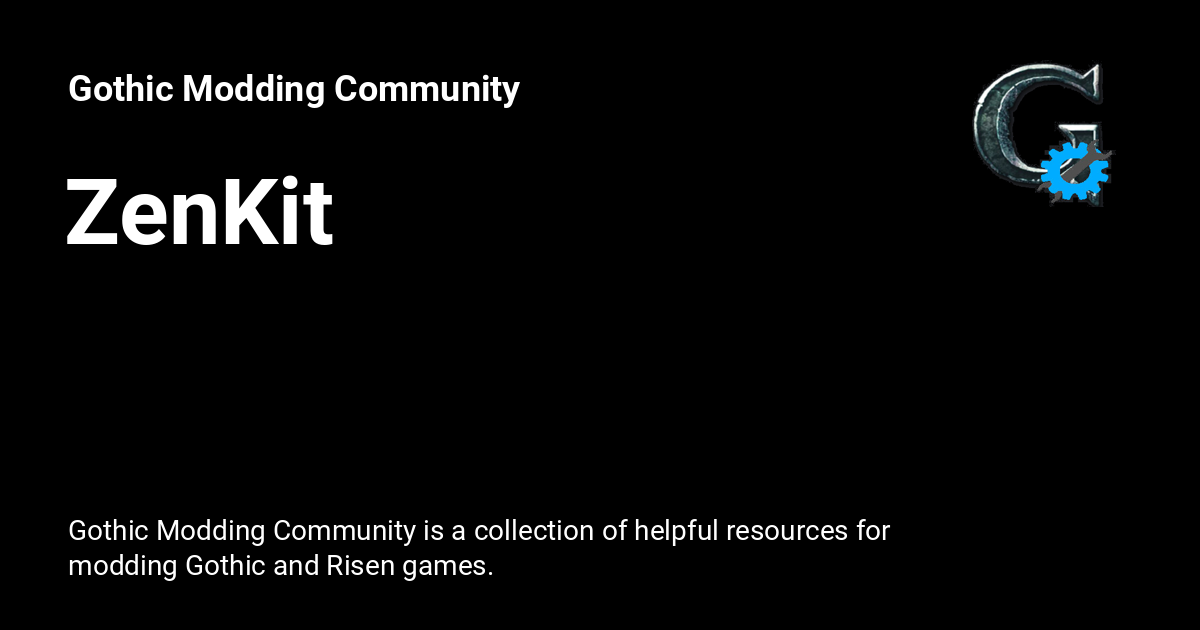 Gothic Modding Community
ZenKit
Gothic Modding Community is a collection of helpful resources for
modding Gothic and Risen games.